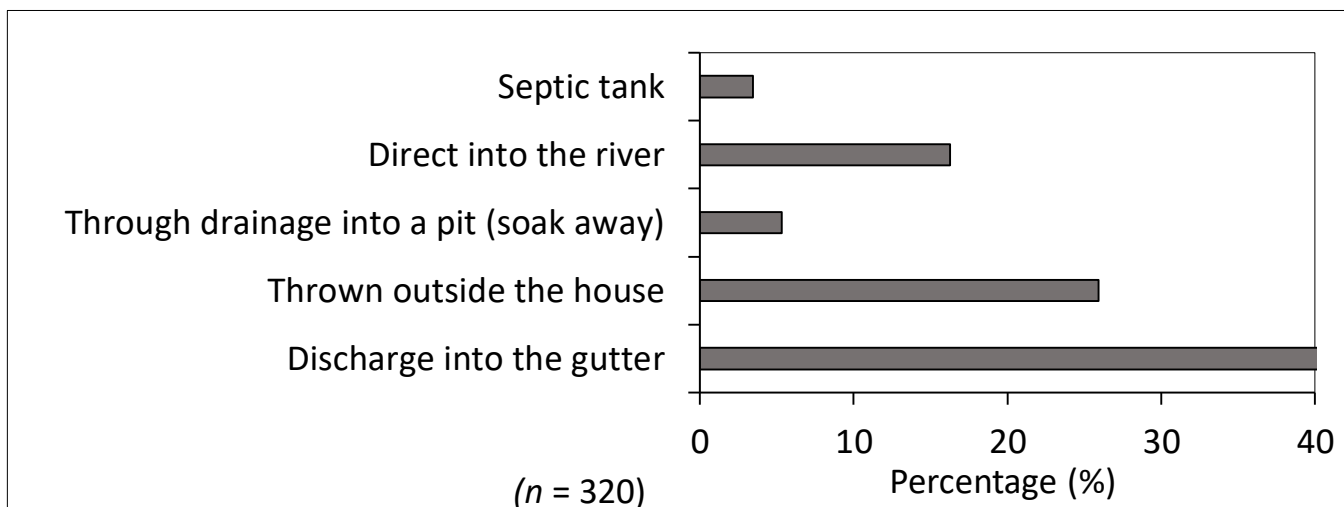 Septic tank
Direct into the river
Through drainage into a pit (soak away)
Thrown outside the house
Discharge into the gutter
0 10 20 30 40
Percentage (%)
(n = 320)